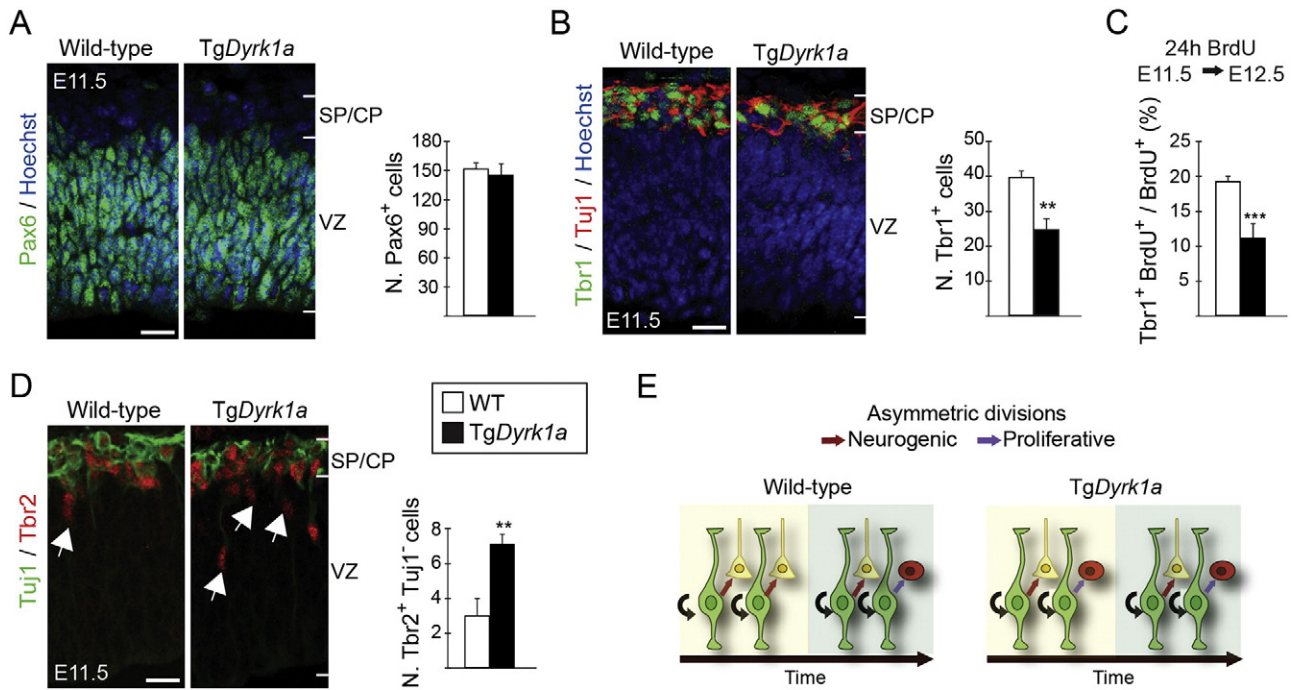 A
Wild-type
TgDyrk1a
E11.5
Pax6 / Hoechst
SP/CP
VZ
N. Pax6+ cells
180
150
120
90
60
30
B
Wild-type
TgDyrk1a
E11.5
Tbr1 / Tuj1 / Hoechst
SP/CP
VZ
N. Tbr1+ cells
50
40
30
20
10
**
C
24h BrdU
E11.5 E12.5
Tbr1+ BrdU+ / BrdU+ (%)
25
20
15
10
5
***
D
Wild-type
TgDyrk1a
E11.5
Tuj1 / Tbr2
SP/CP
VZ
WT
TgDyrk1a
N. Tbr2+ Tuj1- cells
8
6
4
2
**
E
Asymmetric divisions
Neurogenic Proliferative
Wild-type
TgDyrk1a
Time
Time